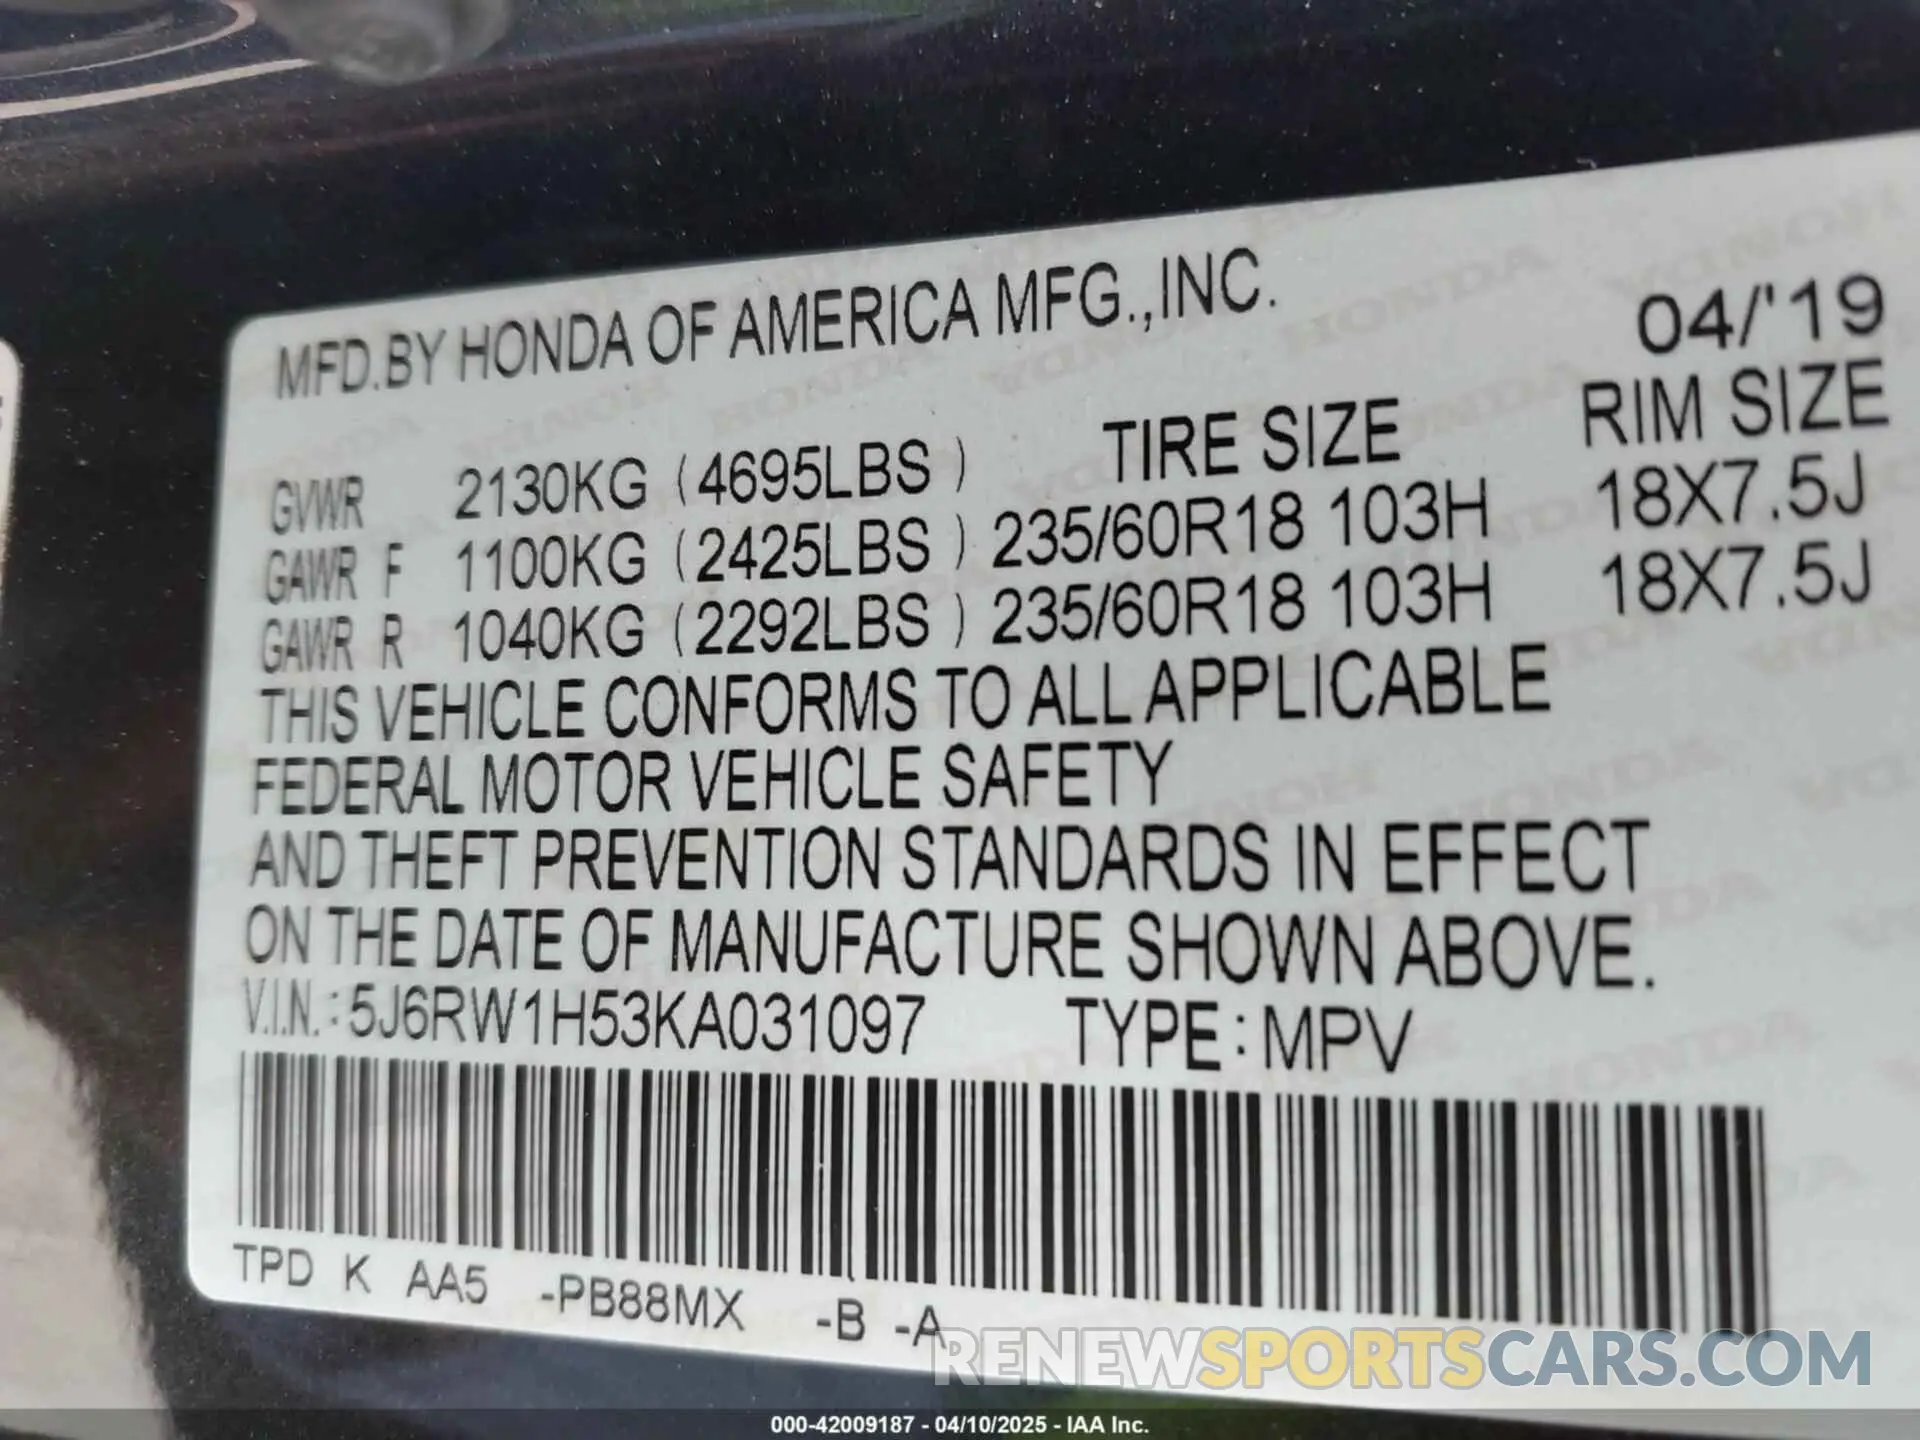 MFD.BY HONDA OF AMERICA MFG.,INC.
04/'19
TIRE SIZE RIM SIZE
GVWR 2130KG (4695LBS)
GAWR F 1100KG (2425LBS) 235/60R18 103H 18X7.5J
GAWR R 1040KG (2292LBS) 235/60R18 103H 18X7.5J
THIS VEHICLE CONFORMS TO ALL APPLICABLE
FEDERAL MOTOR VEHICLE SAFETY
AND THEFT PREVENTION STANDARDS IN EFFECT
ON THE DATE OF MANUFACTURE SHOWN ABOVE.
V.I.N.:5J6RW1H53KA031097 TYPE:MPV
TPD K AA5 -PB88MX -B -A
RENEWSPORTSCARS.COM
000-42009187 - 04/10/2025 - IAA Inc.